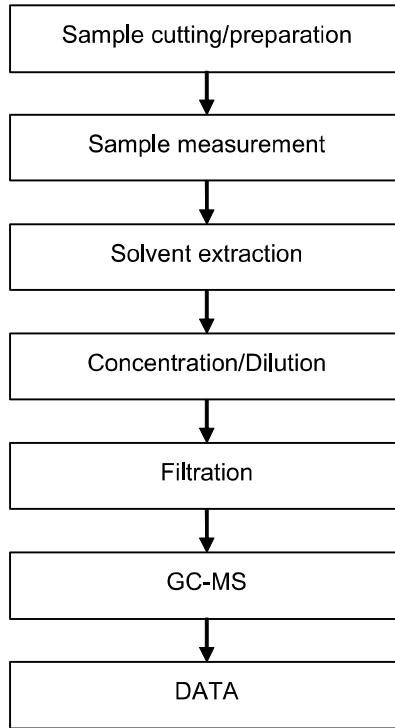 Sample cutting/preparation
Sample measurement
Solvent extraction
Concentration/Dilution
Filtration
GC-MS
DATA